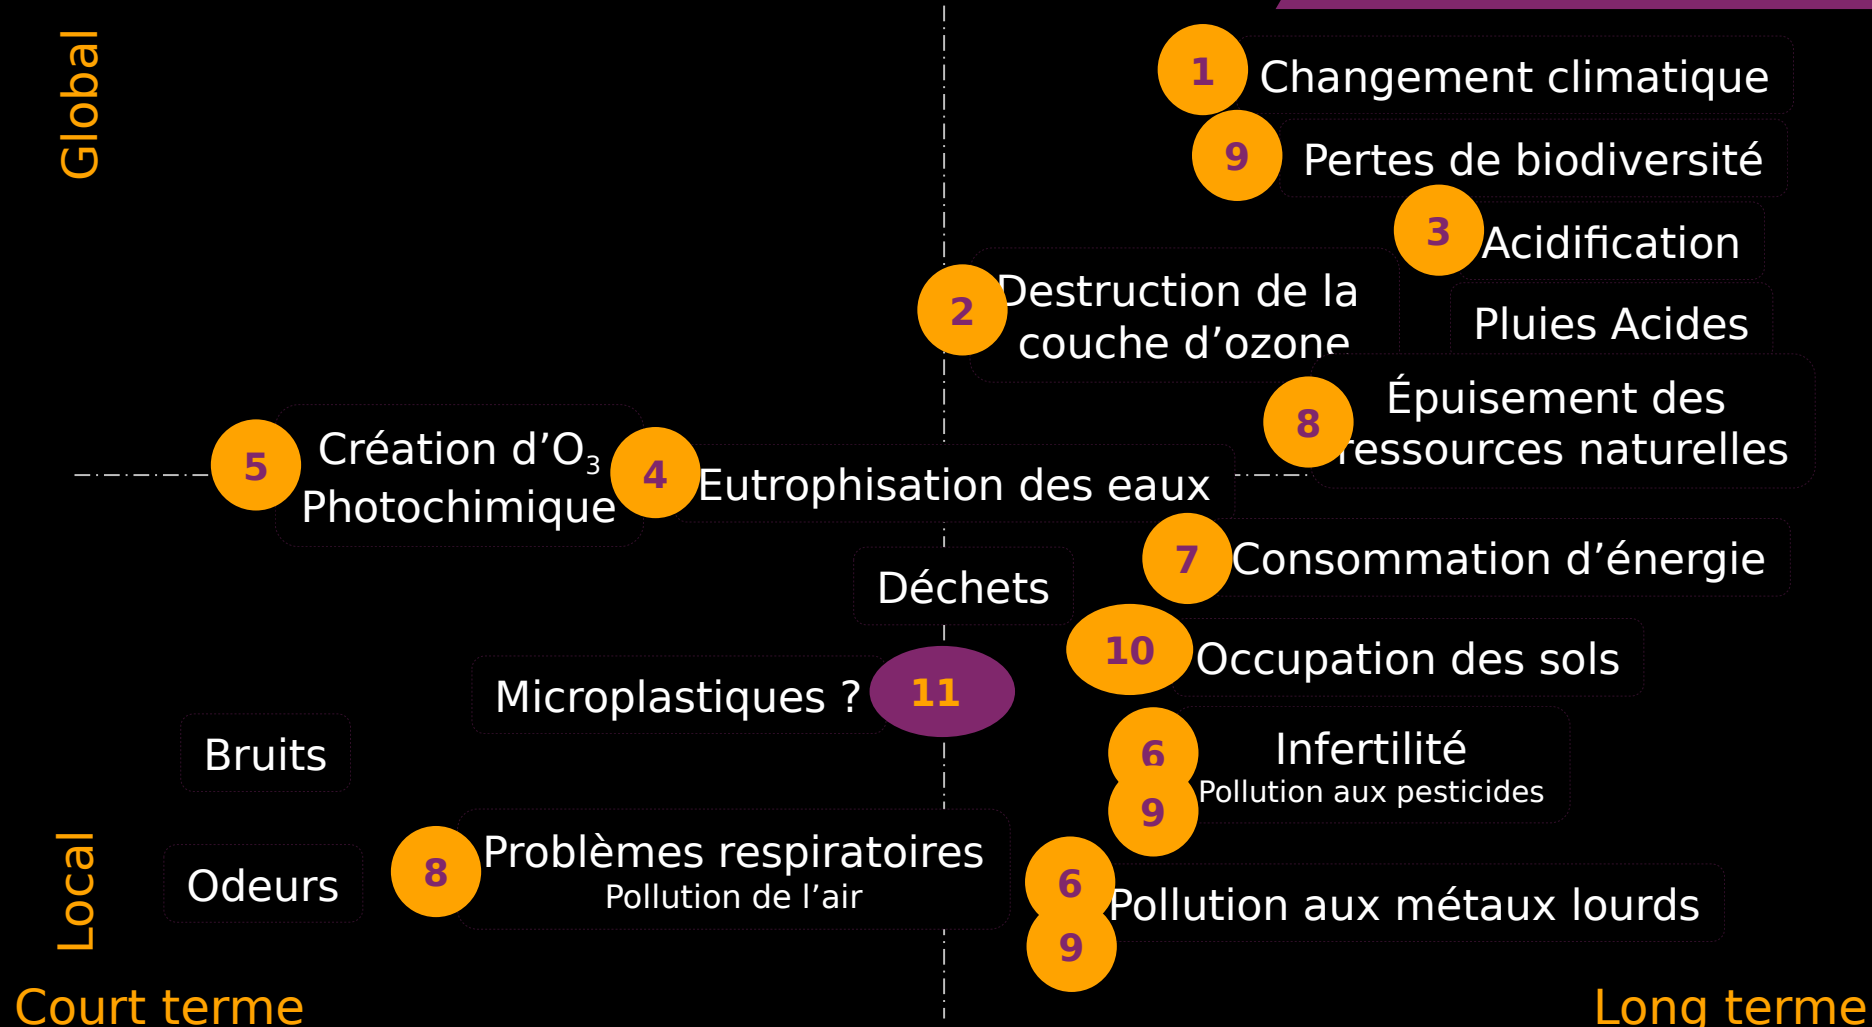 Global
1
Changement climatique
9
Pertes de biodiversité
3
Acidification
2
Destruction de la
couche d’ozone
Pluies Acides
8
Épuisement des
ressources naturelles
5
Création d’O3
Photochimique
4
Eutrophisation des eaux
7
Consommation d’énergie
Déchets
10
Occupation des sols
Microplastiques ?
11
Bruits
6
9
Infertilité
Pollution aux pesticides
Local
Odeurs
8
Problèmes respiratoires
Pollution de l’air
6
9
Pollution aux métaux lourds
Court terme
Long terme